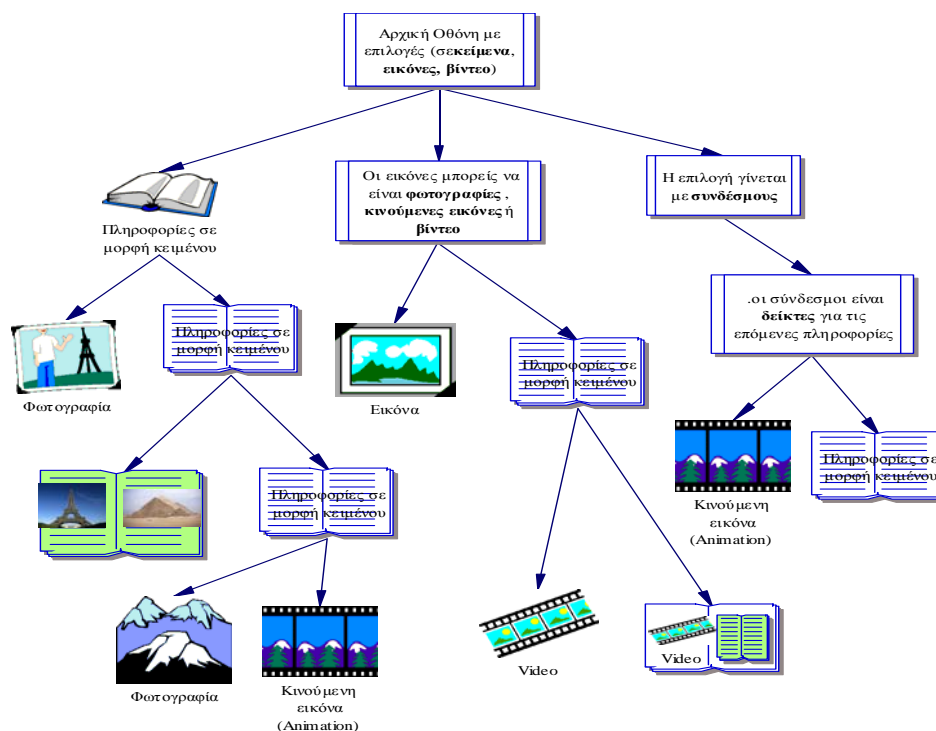 Αρχική Οθόνη με
επιλογές (σεκείμενα,
εικόνες, βίντεο)
Πληροφορίες σε
μορφή κειμένου
Οι εικόνες μπορείς να
είναι φωτογραφίες ,
κινούμενες εικόνες ή
βίντεο
Η επιλογή γίνεται
με συνδέσμους
Φωτογραφία
Πληροφορίες σε
μορφή κειμένου
Εικόνα
Πληροφορίες σε
μορφή κειμένου
.οι σύνδεσμοι είναι
δείκτες για τις
επόμενες πληροφορίες
Πληροφορίες σε
μορφή κειμένου
Κινούμενη
εικόνα
(Animation)
Πληροφορίες σε
μορφή κειμένου
Φωτογραφία
Κινούμενη
εικόνα
(Animation)
Video
Video